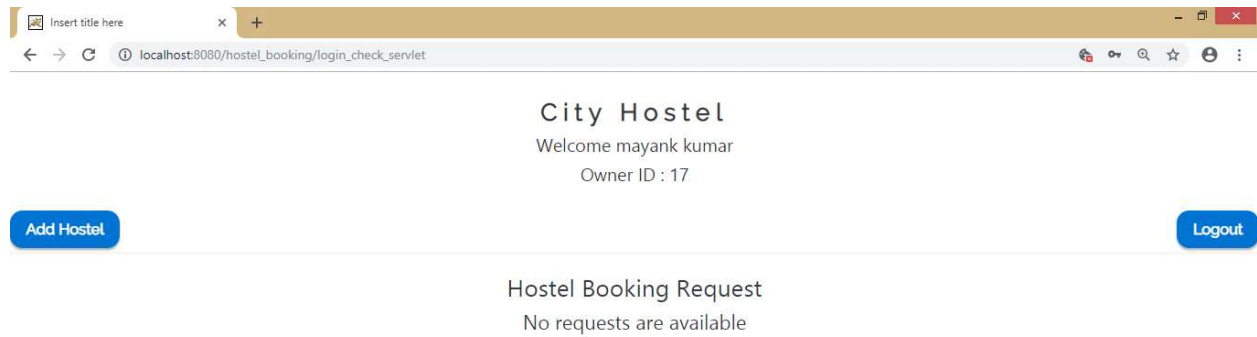 Insert title here
localhost:8080/hostel_booking/login_check_servlet
City Hostel
Welcome mayank kumar
Owner ID : 17
Add Hostel
Logout
Hostel Booking Request
No requests are available